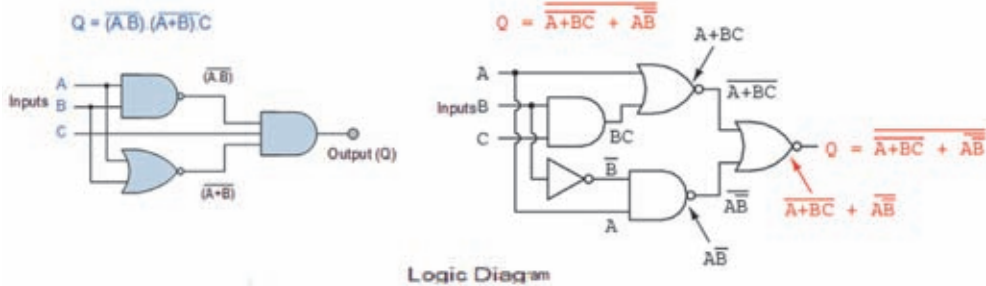 Q = (A̅.̅B̅).(A̅+̅B̅).C
A
(A̅.̅B̅)
Inputs
B
C
Output (Q)
(A̅+̅B̅)
Q = A+BC + AB
A+BC
A
A+BC
Inputs B
C
BC
B̅
Q = A+BC + AB
AB
A+BC + AB
A
AB̅
Logic Diagram